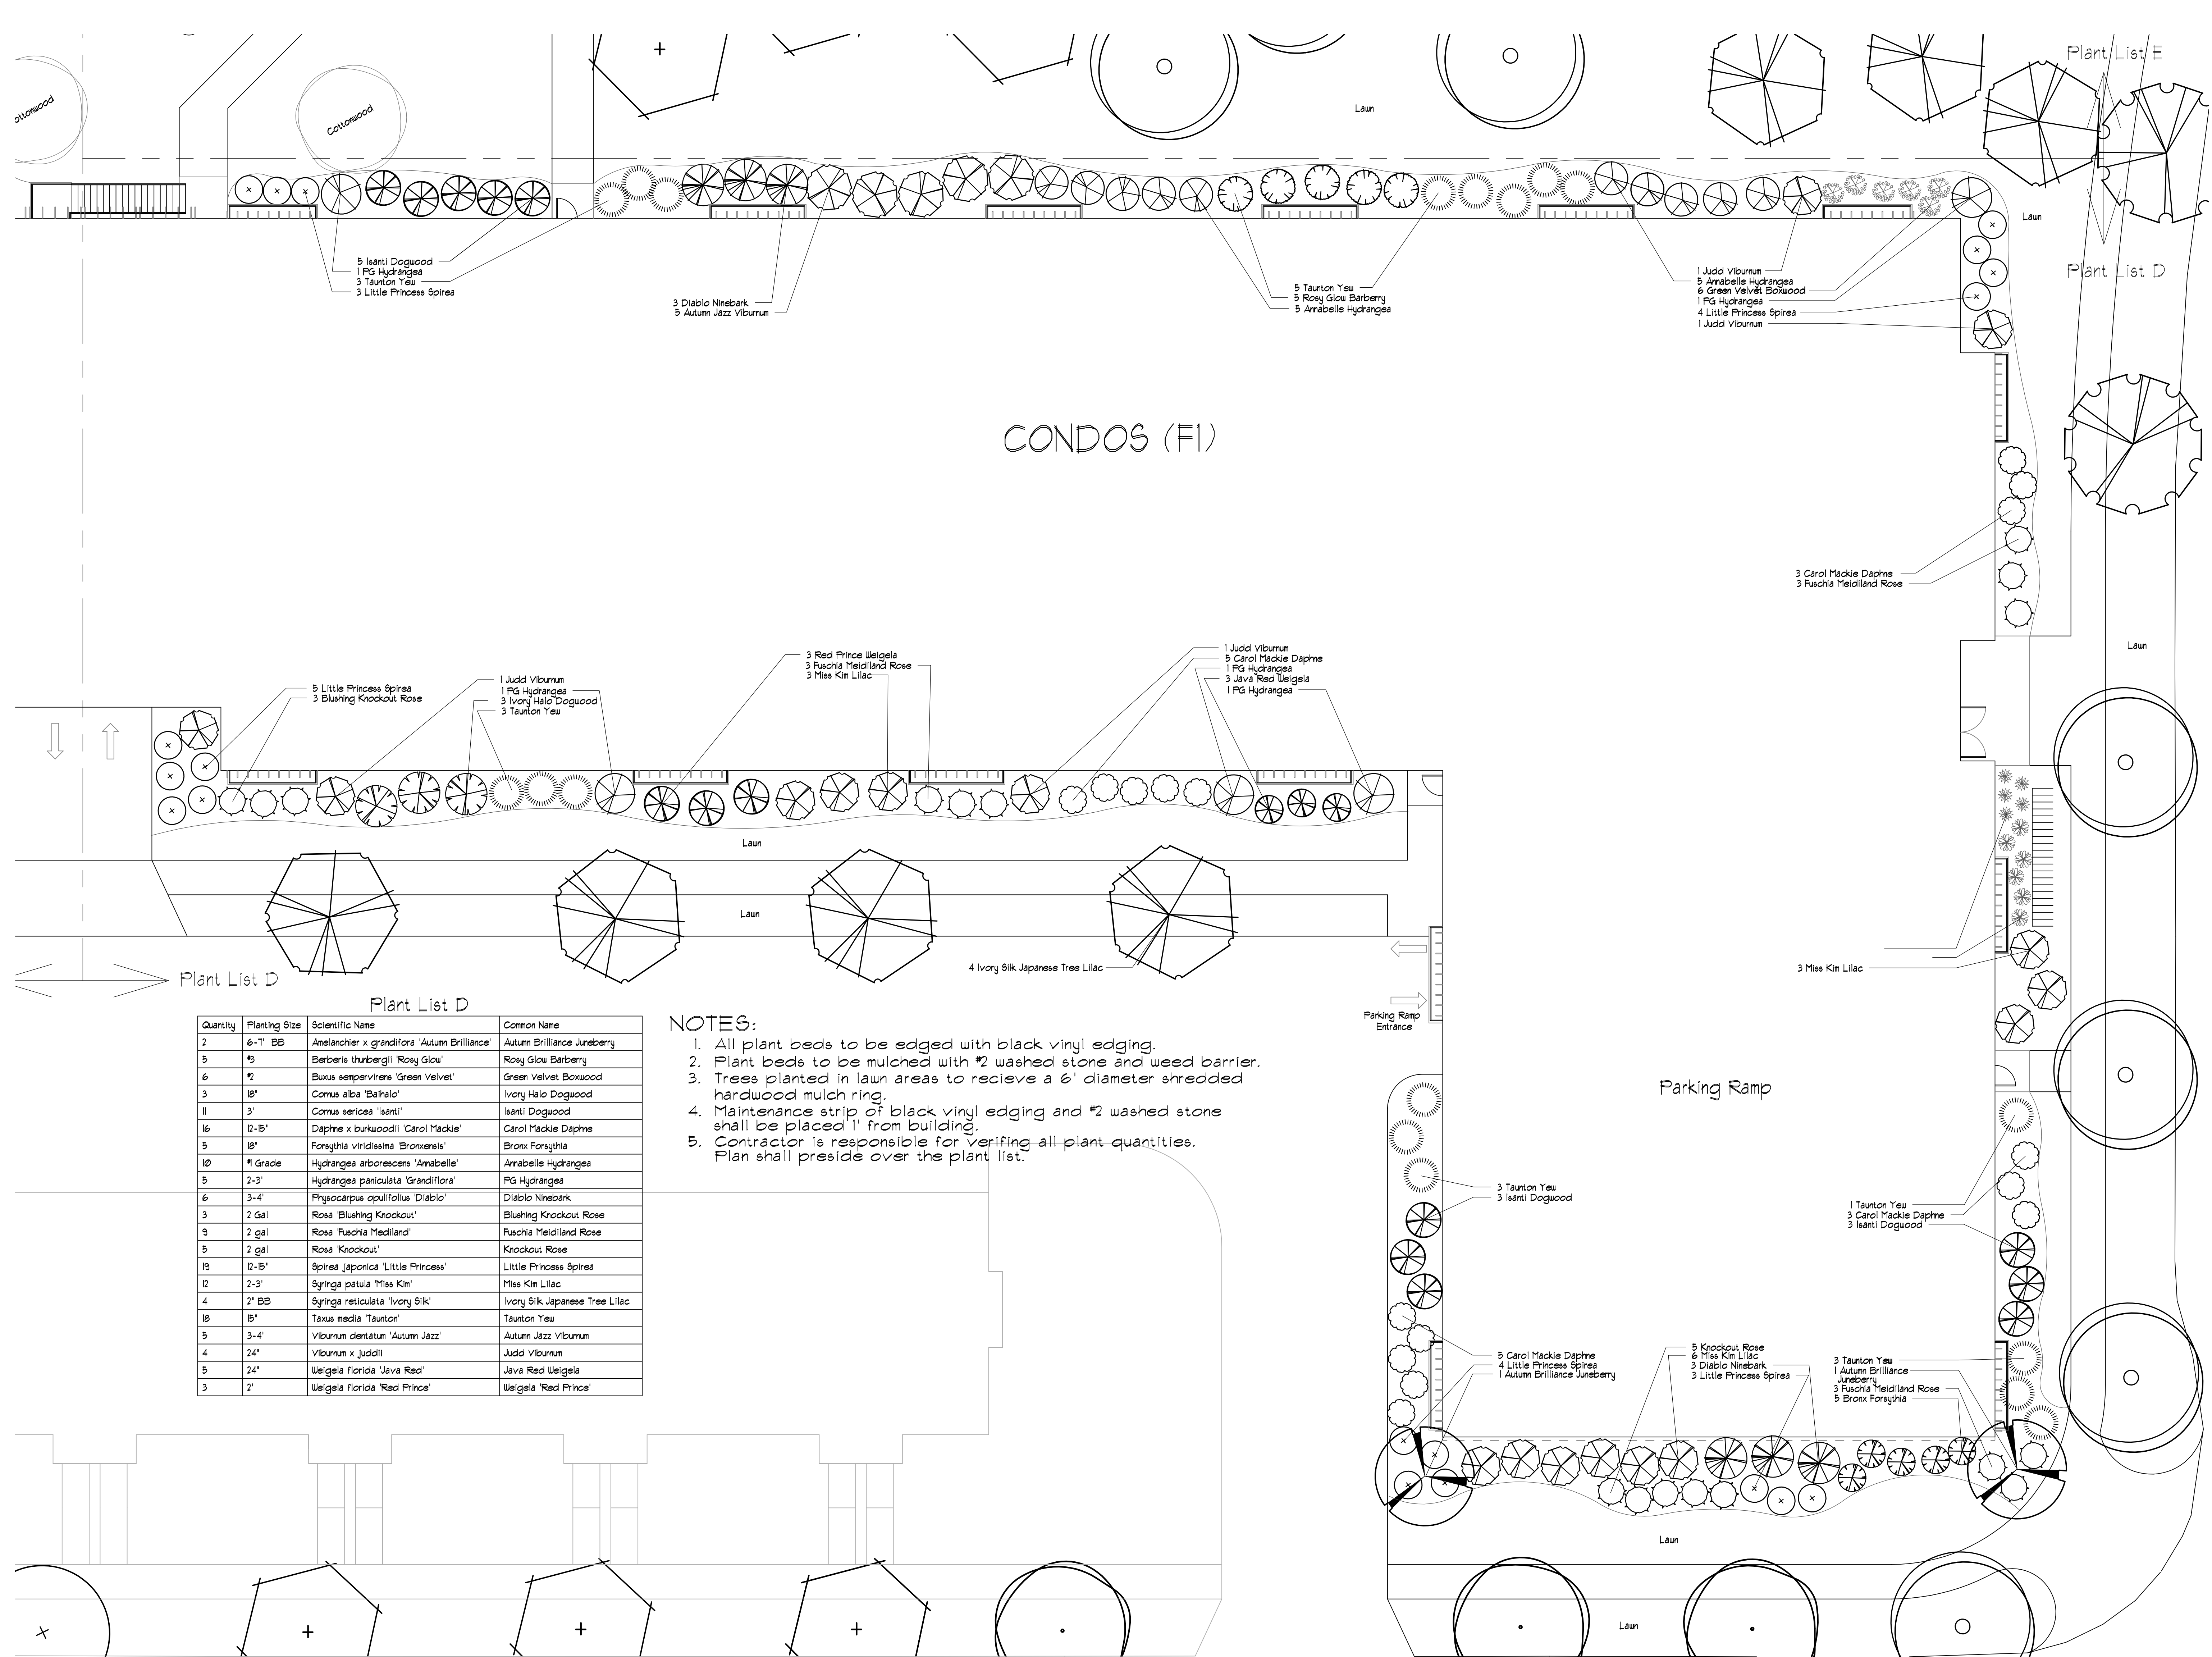 Plant List E
ottonwood
Cottonwood
Lawn
Lawn
5 Isanti Dogwood
1 PG Hydrangea
3 Taunton Yew
3 Little Princess Spirea
3 Diablo Ninebark
5 Autumn Jazz Viburnum
5 Taunton Yew
5 Rosy Glow Barberry
5 Annabelle Hydrangea
1 Judd Viburnum
5 Annabelle Hydrangea
6 Green Velvet Boxwood
1 PG Hydrangea
4 Little Princess Spirea
1 Judd Viburnum
Plant List D
CONDOS (F1)
3 Carol Mackie Daphne
3 Fuschia Meidiland Rose
Lawn
5 Little Princess Spirea
3 Blushing Knockout Rose
1 Judd Viburnum
1 PG Hydrangea
3 Ivory Halo Dogwood
3 Taunton Yew
3 Red Prince Weigela
3 Fuschia Meidiland Rose
3 Miss Kim Lilac
1 Judd Viburnum
5 Carol Mackie Daphne
1 PG Hydrangea
3 Java Red Weigela
1 PG Hydrangea
Lawn
Lawn
4 Ivory Silk Japanese Tree Lilac
3 Miss Kim Lilac
Plant List D
Parking Ramp
Entrance
Parking Ramp
Plant List D
Quantity Planting Size Scientific Name Common Name
2 6-7' BB Amelanchier x grandifora 'Autumn Brilliance' Autumn Brilliance Juneberry
5 #3 Berberis thunbergii 'Rosy Glow' Rosy Glow Barberry
6 #2 Buxus sempervirens 'Green Velvet' Green Velvet Boxwood
3 18" Cornus alba 'Bailhalo' Ivory Halo Dogwood
11 3' Cornus sericea 'Isanti' Isanti Dogwood
16 12-15" Daphne x burkwoodii 'Carol Mackie' Carol Mackie Daphne
5 18" Forsythia viridissima 'Bronxensis' Bronx Forsythia
10 #1 Grade Hydrangea arborescens 'Annabelle' Annabelle Hydrangea
5 2-3' Hydrangea paniculata 'Grandiflora' PG Hydrangea
6 3-4' Physocarpus opulifolius 'Diablo' Diablo Ninebark
3 2 Gal Rosa 'Blushing Knockout' Blushing Knockout Rose
9 2 gal Rosa 'Fuschia Mediland' Fuschia Meidiland Rose
5 2 gal Rosa 'Knockout' Knockout Rose
19 12-15" Spirea japonica 'Little Princess' Little Princess Spirea
12 2-3' Syringa patula 'Miss Kim' Miss Kim Lilac
4 2" BB Syringa reticulata 'Ivory Silk' Ivory Silk Japanese Tree Lilac
18 15" Taxus media 'Taunton' Taunton Yew
5 3-4' Viburnum dentatum 'Autumn Jazz' Autumn Jazz Viburnum
4 24" Viburnum x juddii Judd Viburnum
5 24" Weigela florida 'Java Red' Java Red Weigela
3 2' Weigela florida 'Red Prince' Weigela 'Red Prince'
NOTES:
1. All plant beds to be edged with black vinyl edging.
2. Plant beds to be mulched with #2 washed stone and weed barrier.
3. Trees planted in lawn areas to recieve a 6' diameter shredded
hardwood mulch ring.
4. Maintenance strip of black vinyl edging and #2 washed stone
shall be placed 1' from building.
5. Contractor is responsible for verifing all plant quantities.
Plan shall preside over the plant list.
3 Taunton Yew
3 Isanti Dogwood
1 Taunton Yew
3 Carol Mackie Daphne
3 Isanti Dogwood
5 Carol Mackie Daphne
4 Little Princess Spirea
1 Autumn Brilliance Juneberry
5 Knockout Rose
6 Miss Kim Lilac
3 Diablo Ninebark
3 Little Princess Spirea
3 Taunton Yew
1 Autumn Brilliance
Juneberry
3 Fuschia Meidiland Rose
5 Bronx Forsythia
Lawn
Lawn